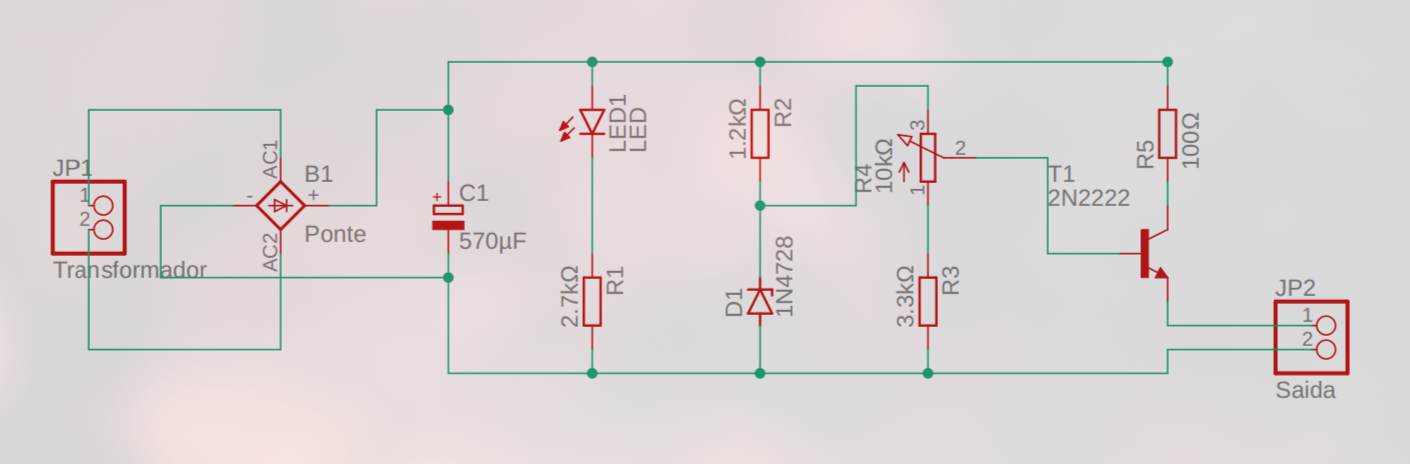 JP1
1
2
Transformador
AC1
-
+
AC2
B1
Ponte
+
C1
570µF
LED1
LED
2.7kΩ
R1
1.2kΩ
R2
D1
1N4728
R4
10kΩ
3
2
1
3.3kΩ
R3
T1
2N2222
R5
100Ω
JP2
1
2
Saida